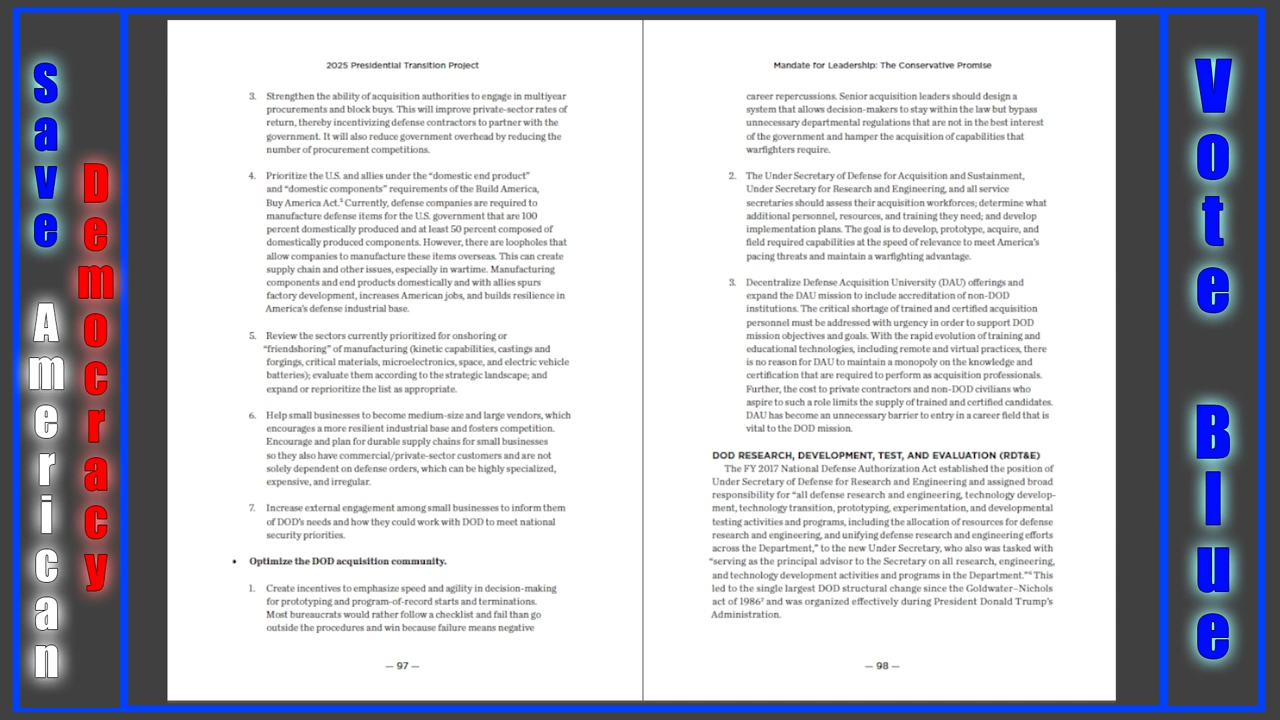 Save American
Democracy
2025 Presidential Transition Project
3. Strengthen the ability of acquisition authorities to engage in multiyear
procurements and block buys. This will improve private-sector rates of
return, thereby incentivizing defense contractors to partner with the
government. It will also reduce government overhead by reducing the
number of procurement competitions.
4. Prioritize the U.S. and allies under the “domestic end product”
and “domestic components” requirements of the Build America,
Buy America Act.⁵ Currently, defense companies are required to
manufacture defense items for the U.S. government that are 100
percent domestically produced and at least 50 percent composed of
domestically produced components. However, there are loopholes that
allow companies to manufacture these items overseas. This can create
supply chain and other issues, especially in wartime. Manufacturing
components and end products domestically and with allies spurs
factory development, increases American jobs, and builds resilience in
America’s defense industrial base.
5. Review the sectors currently prioritized for onshoring or
“friendshoring” of manufacturing (kinetic capabilities, castings and
forgings, critical materials, microelectronics, space, and electric vehicle
batteries); evaluate them according to the strategic landscape; and
expand or reprioritize the list as appropriate.
6. Help small businesses to become medium-size and large vendors, which
encourages a more resilient industrial base and fosters competition.
Encourage and plan for durable supply chains for small businesses
so they also have commercial/private-sector customers and are not
solely dependent on defense orders, which can be highly specialized,
expensive, and irregular.
7. Increase external engagement among small businesses to inform them
of DOD’s needs and how they could work with DOD to meet national
security priorities.
• Optimize the DOD acquisition community.
1. Create incentives to emphasize speed and agility in decision-making
for prototyping and program-of-record starts and terminations.
Most bureaucrats would rather follow a checklist and fail than go
outside the procedures and win because failure means negative
— 97 —
Mandate for Leadership: The Conservative Promise
career repercussions. Senior acquisition leaders should design a
system that allows decision-makers to stay within the law but bypass
unnecessary departmental regulations that are not in the best interest
of the government and hamper the acquisition of capabilities that
warfighters require.
2. The Under Secretary of Defense for Acquisition and Sustainment,
Under Secretary for Research and Engineering, and all service
secretaries should assess their acquisition workforces; determine what
additional personnel, resources, and training they need; and develop
implementation plans. The goal is to develop, prototype, acquire, and
field required capabilities at the speed of relevance to meet America’s
pacing threats and maintain a warfighting advantage.
3. Decentralize Defense Acquisition University (DAU) offerings and
expand the DAU mission to include accreditation of non-DOD
institutions. The critical shortage of trained and certified acquisition
personnel must be addressed with urgency in order to support DOD
mission objectives and goals. With the rapid evolution of training and
educational technologies, including remote and virtual practices, there
is no reason for DAU to maintain a monopoly on the knowledge and
certification that are required to perform as acquisition professionals.
Further, the cost to private contractors and non-DOD civilians who
aspire to such a role limits the supply of trained and certified candidates.
DAU has become an unnecessary barrier to entry in a career field that is
vital to the DOD mission.
DOD RESEARCH, DEVELOPMENT, TEST, AND EVALUATION (RDT&E)
The FY 2017 National Defense Authorization Act established the position of
Under Secretary of Defense for Research and Engineering and assigned broad
responsibility for “all defense research and engineering, technology develop-
ment, technology transition, prototyping, experimentation, and developmental
testing activities and programs, including the allocation of resources for defense
research and engineering, and unifying defense research and engineering efforts
across the Department,” to the new Under Secretary, who also was tasked with
“serving as the principal advisor to the Secretary on all research, engineering,
and technology development activities and programs in the Department.”⁶ This
led to the single largest DOD structural change since the Goldwater–Nichols
act of 1986⁷ and was organized effectively during President Donald Trump’s
Administration.
— 98 —
Vote Blue